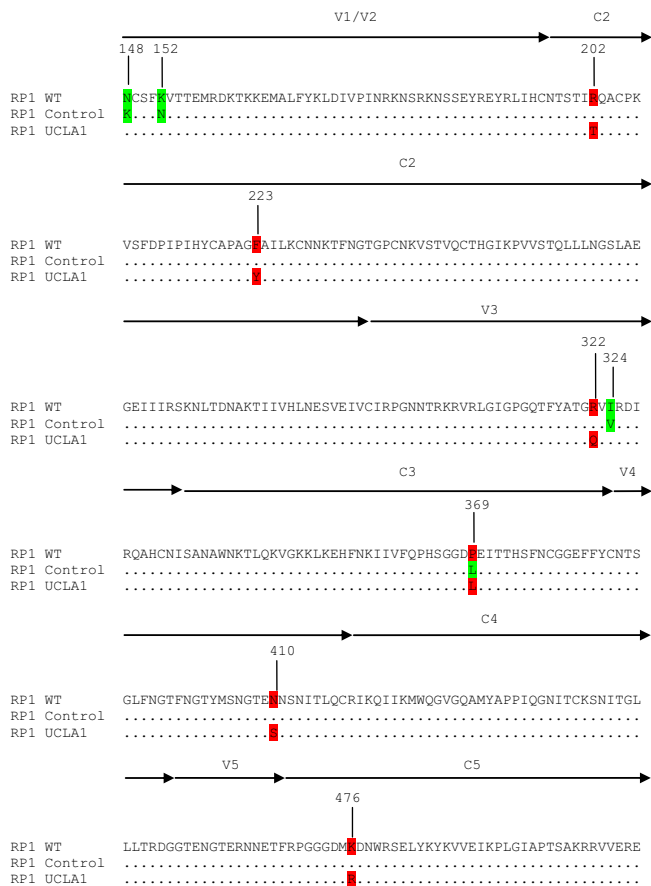 V1/V2 C2
148 152 202
RP1 WT NCSFKVTTEMRDKTKKEMALFYKLDIVPINRKNSRKNSSEYREYRLIHCNTSTIRQACPK
RP1 Control K...N.......................................................
RP1 UCLA1 ......................................................T.....
C2
223
RP1 WT VSFDPIPIHYCAPAGFAILKCNNKTFNGTGPCNKVSTVQCTHGIKPVVSTQLLLNGSLAE
RP1 Control ............................................................
RP1 UCLA1 ...............Y............................................
V3
322
324
RP1 WT GEIIIRSKNLTDNAKTIIVHLNESVEIVCIRPGNNTRKRVRLGIGPGQTFYATGKVIRDI
RP1 Control ........................................................V...
RP1 UCLA1 ......................................................Q.....
C3 V4
369
RP1 WT RQAHCNISANAWNKTLQKVGKKLKEHFNKIIVFQPHSGGDPEITTHSFNCGGEFFYCNTS
RP1 Control ........................................L...................
RP1 UCLA1 ........................................L...................
C4
410
RP1 WT GLFNGTFNGTYMSNGTENNSNITLQCRIKQIIKMWQGVGQAMYAPPIQGNITCKSNITGL
RP1 Control ............................................................
RP1 UCLA1 .................S..........................................
V5 C5
476
RP1 WT LLTRDGGTENGTERNNETFRPGGGDMKDNWRSELYKYKVVEIKPLGIAPTSAKRRVVERE
RP1 Control ............................................................
RP1 UCLA1 ..........................R.................................